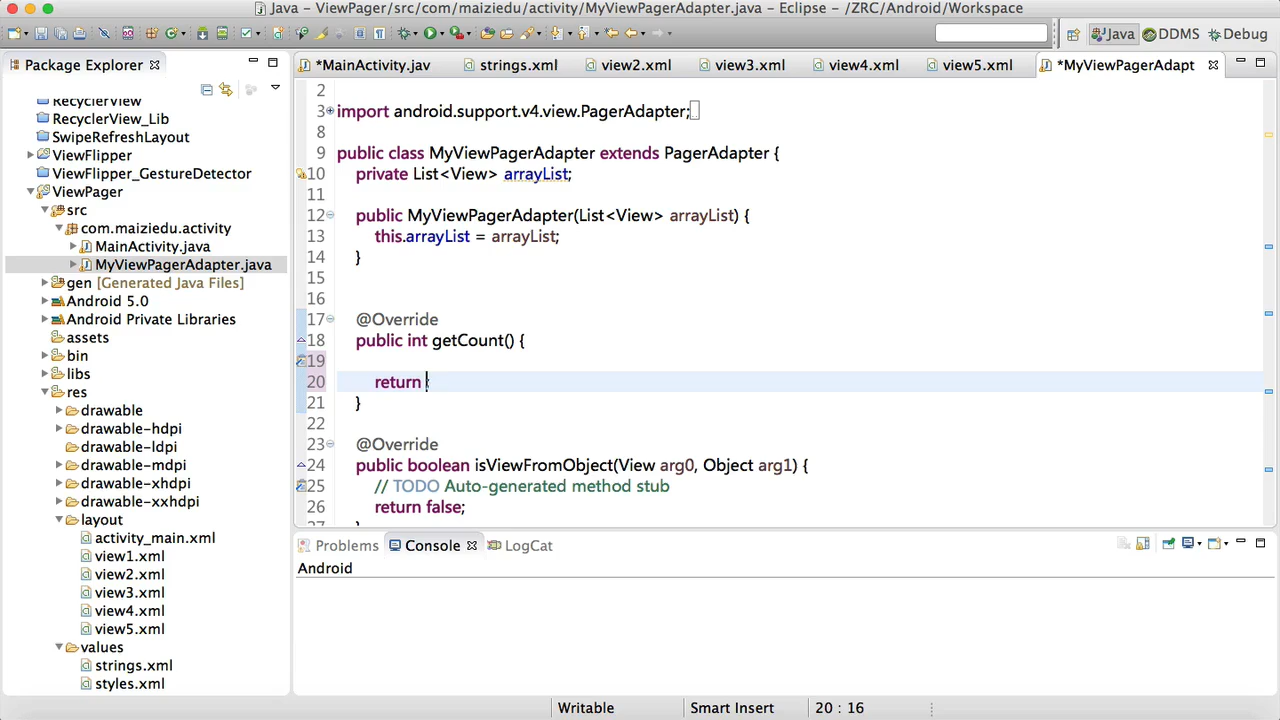 Java – ViewPager/src/com/maiziedu/activity/MyViewPagerAdapter.java – Eclipse – /ZRC/Android/Workspace
Java
DDMS
Debug
Package Explorer
*MainActivity.jav
strings.xml
view2.xml
view3.xml
view4.xml
view5.xml
*MyViewPagerAdapt
RecyclerView
RecyclerView_Lib
SwipeRefreshLayout
ViewFlipper
ViewFlipper_GestureDetector
ViewPager
src
com.maiziedu.activity
MainActivity.java
MyViewPagerAdapter.java
gen [Generated Java Files]
Android 5.0
Android Private Libraries
assets
bin
libs
res
drawable
drawable-hdpi
drawable-ldpi
drawable-mdpi
drawable-xhdpi
drawable-xxhdpi
layout
activity_main.xml
view1.xml
view2.xml
view3.xml
view4.xml
view5.xml
values
strings.xml
styles.xml
2
3 import android.support.v4.view.PagerAdapter;
8
9 public class MyViewPagerAdapter extends PagerAdapter {
10 private List<View> arrayList;
11
12 public MyViewPagerAdapter(List<View> arrayList) {
13 this.arrayList = arrayList;
14 }
15
16
17 @Override
18 public int getCount() {
19
20 return ;
21 }
22
23 @Override
24 public boolean isViewFromObject(View arg0, Object arg1) {
25 // TODO Auto-generated method stub
26 return false;
27 }
Problems
Console
LogCat
Android
Writable
Smart Insert
20 : 16